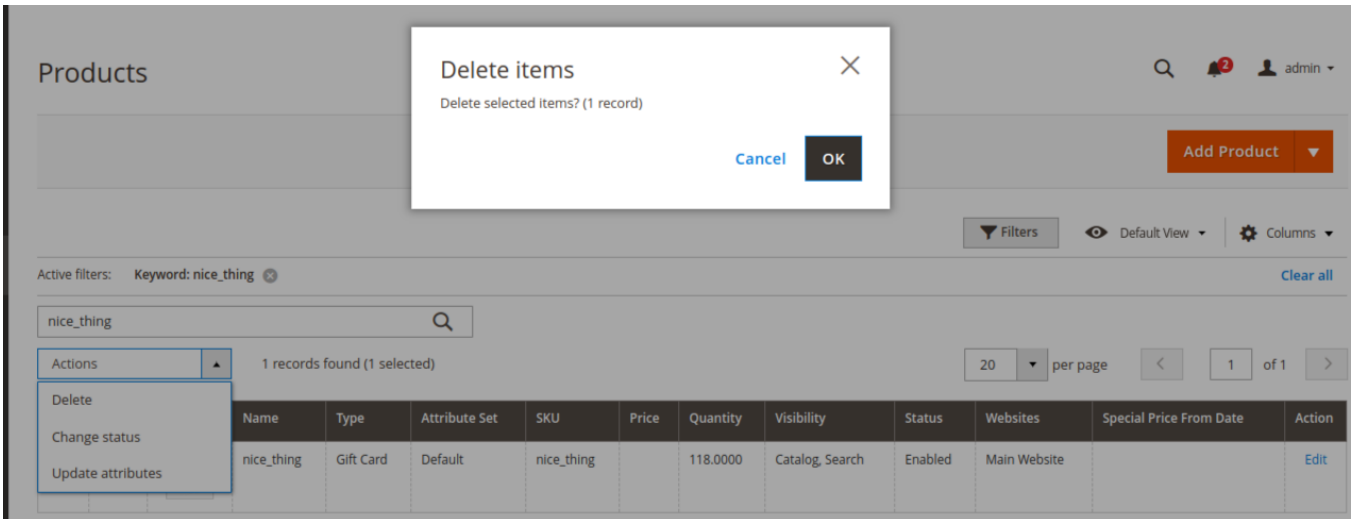 Products
Delete items
Delete selected items? (1 record)
Cancel OK
2 admin
Add Product
Filters Default View Columns
Active filters: Keyword: nice_thing Clear all
nice_thing
Actions 1 records found (1 selected) 20 per page 1 of 1
Delete
Change status
Update attributes
Name Type Attribute Set SKU Price Quantity Visibility Status Websites Special Price From Date Action
nice_thing Gift Card Default nice_thing 118.0000 Catalog, Search Enabled Main Website Edit